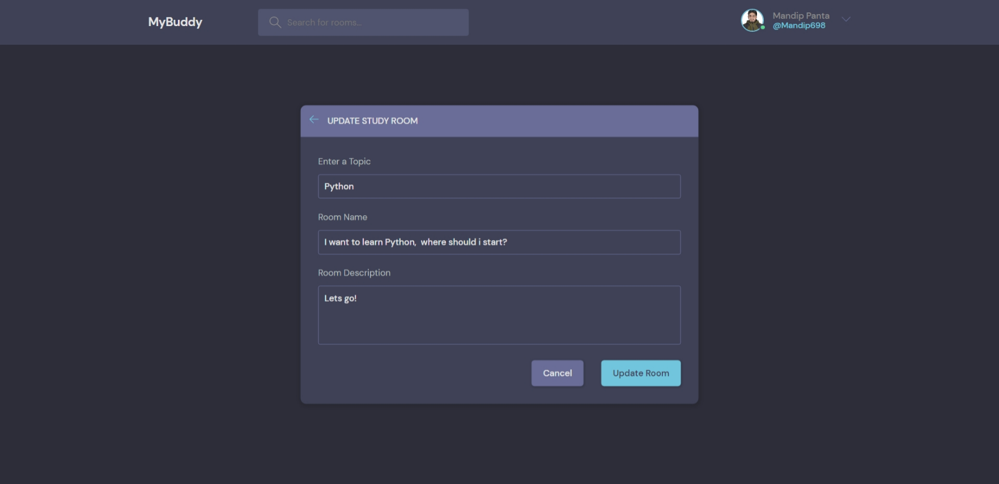 MyBuddy
Search for rooms...
Mandip Panta
@Mandip698
UPDATE STUDY ROOM
Enter a Topic
Python
Room Name
I want to learn Python,  where should i start?
Room Description
Lets go!
Cancel
Update Room